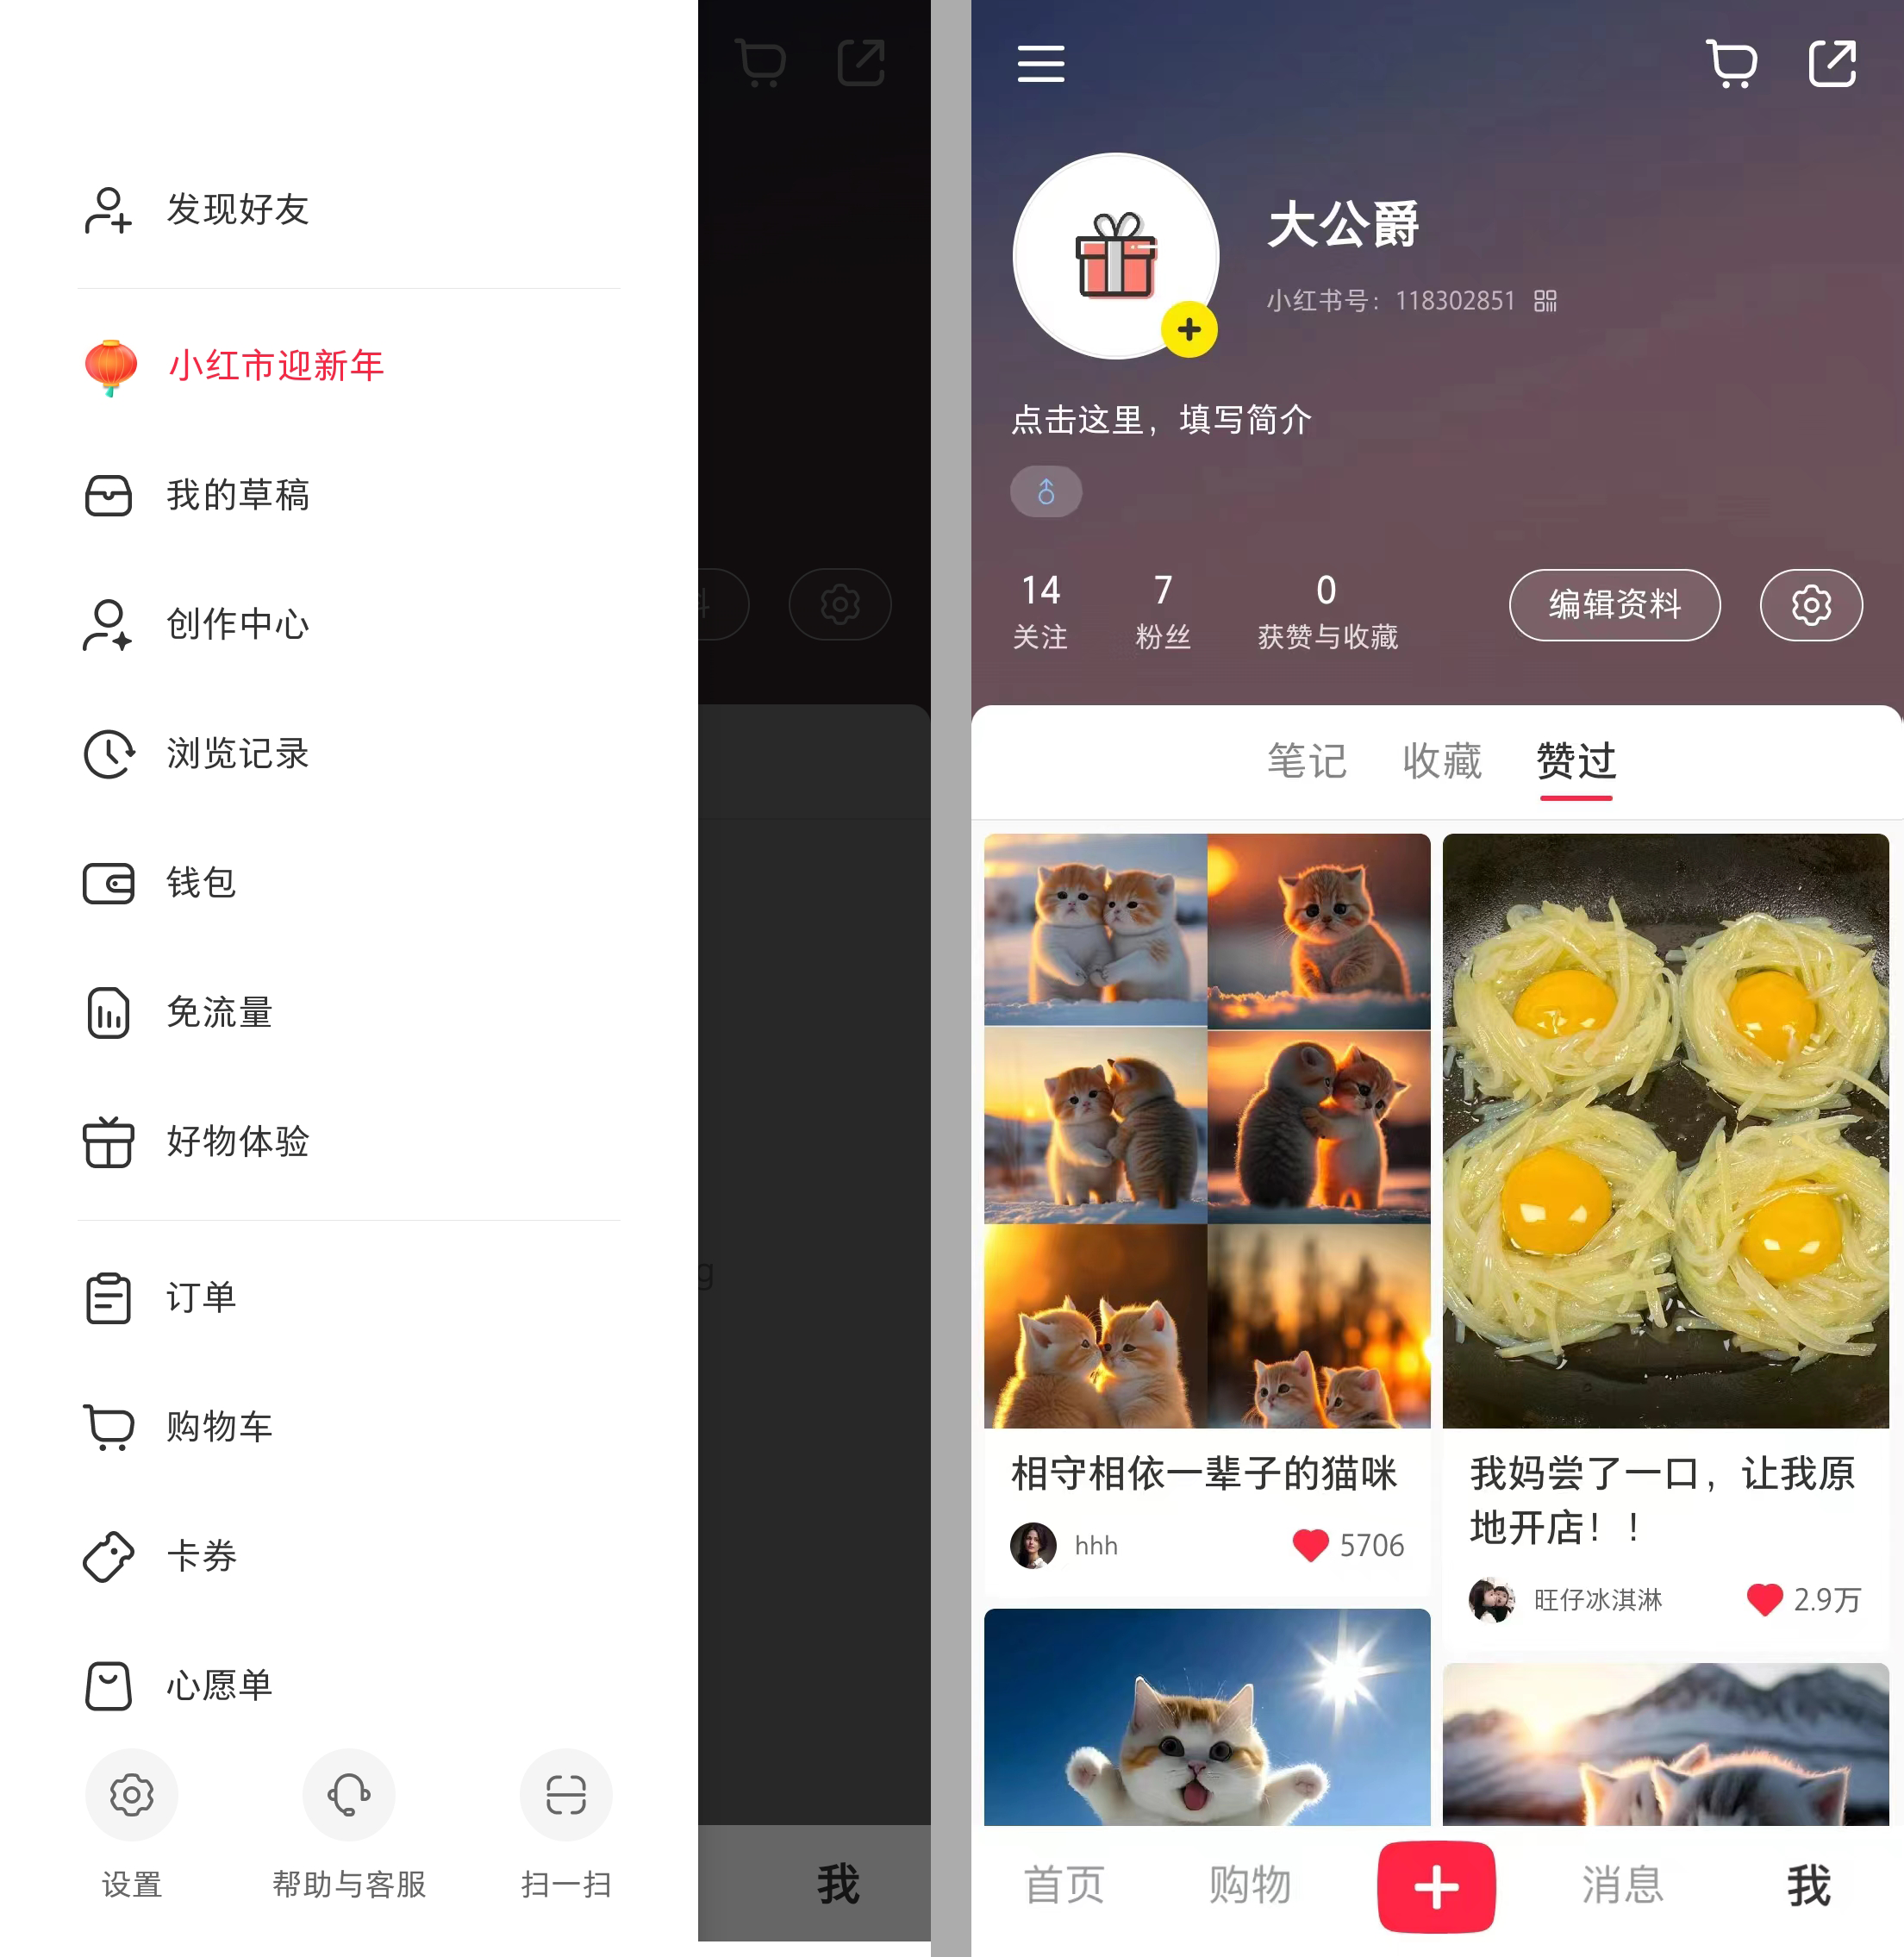 发现好友
小红市迎新年
我的草稿
创作中心
浏览记录
钱包
免流量
好物体验
订单
购物车
卡券
心愿单
设置
帮助与客服
扫一扫
料
g
我
大公爵
小红书号：118302851
点击这里，填写简介
14
关注
7
粉丝
0
获赞与收藏
编辑资料
笔记
收藏
赞过
相守相依一辈子的猫咪
hhh
5706
我妈尝了一口，让我原
地开店！！
旺仔冰淇淋
2.9万
首页
购物
消息
我